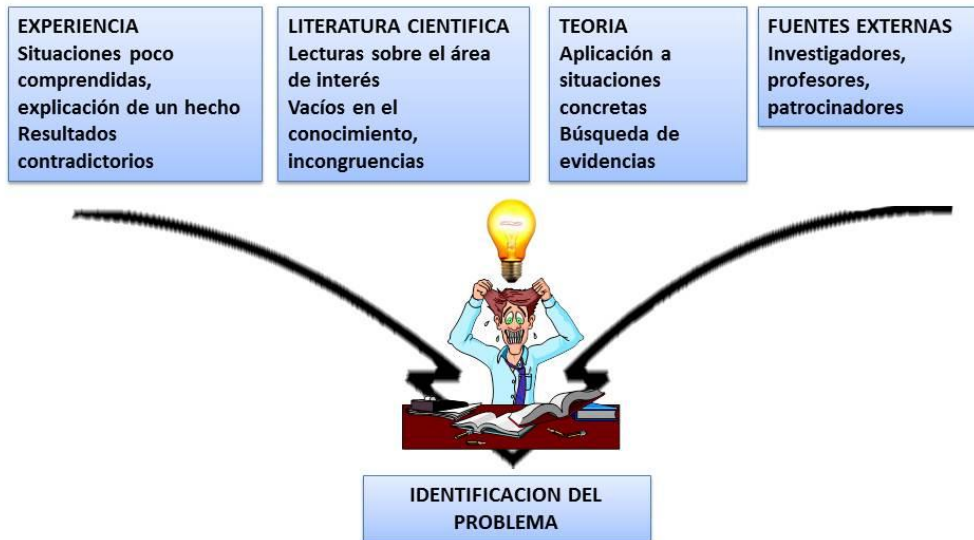 EXPERIENCIA
Situaciones poco
comprendidas,
explicación de un hecho
Resultados
contradictorios
LITERATURA CIENTIFICA
Lecturas sobre el área
de interés
Vacíos en el
conocimiento,
incongruencias
TEORIA
Aplicación a
situaciones
concretas
Búsqueda de
evidencias
FUENTES EXTERNAS
Investigadores,
profesores,
patrocinadores
IDENTIFICACION DEL
PROBLEMA